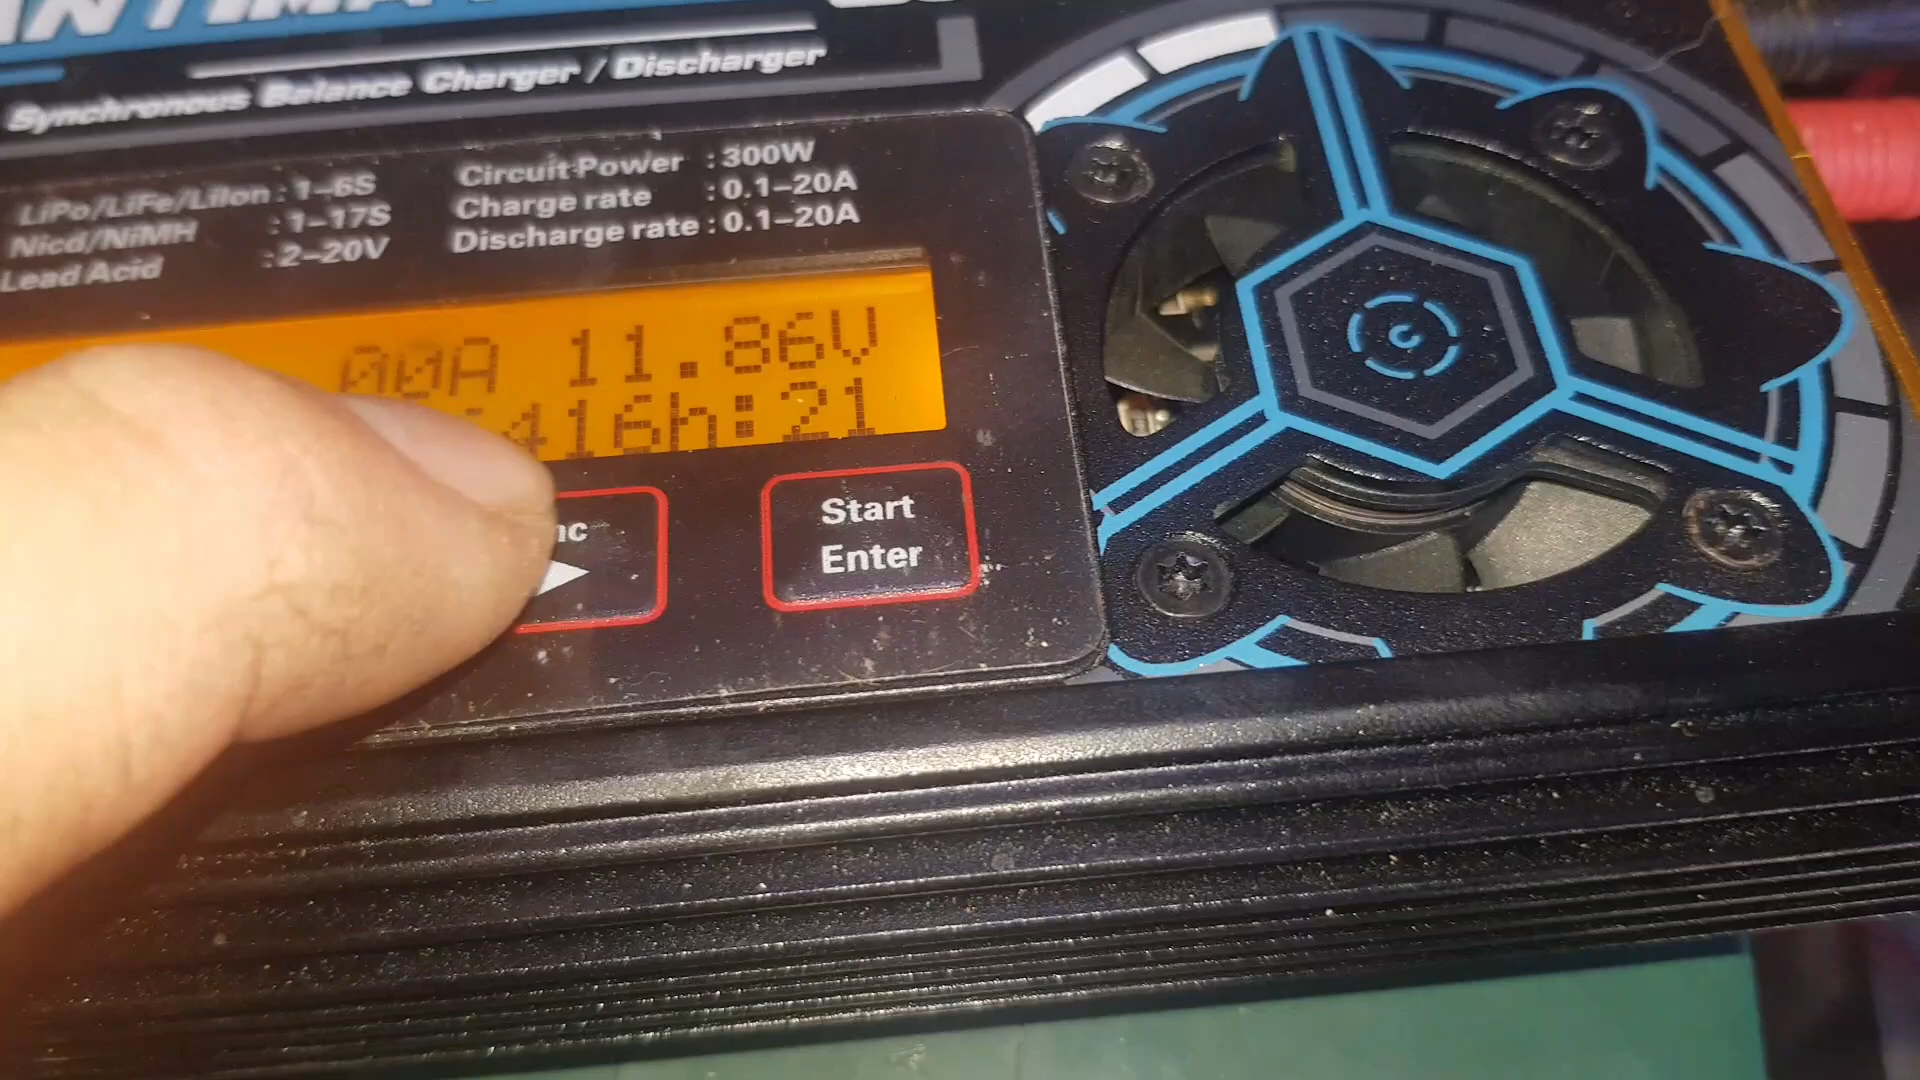 Synchronous Balance Charger / Discharger
LiPo/LiFe/LiIon : 1–6S
Nicd/NiMH : 1–17S
Lead Acid : 2–20V
Circuit Power : 300W
Charge rate : 0.1–20A
Discharge rate : 0.1–20A
00A 11.86V
416h:21
nc
Start
Enter
C